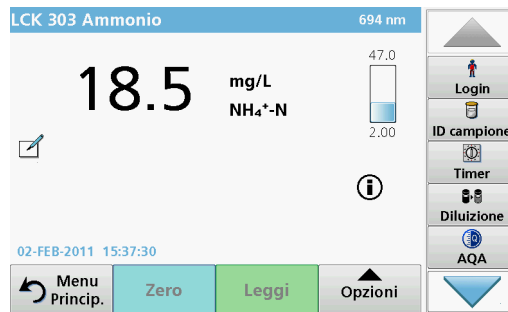 LCK 303 Ammonio
694 nm
18.5
mg/L
NH₄⁺-N
47.0
2.00
02-FEB-2011 15:37:30
Menu
Princip.
Zero
Leggi
Opzioni
Login
ID campione
Timer
Diluizione
AQA